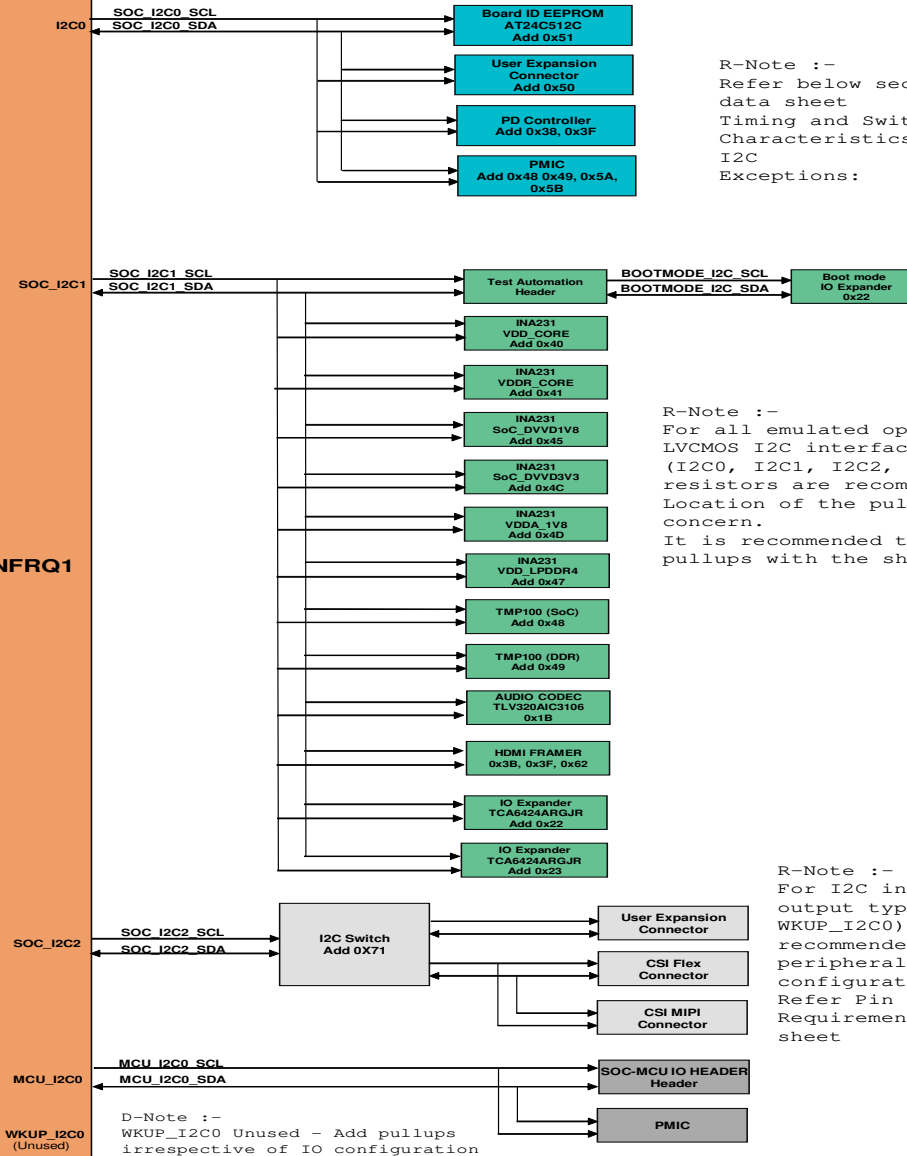 I2C0
SOC_I2C0_SCL
SOC_I2C0_SDA
Board ID EEPROM
AT24C512C
Add 0x51
User Expansion
Connector
Add 0x50
PD Controller
Add 0x38, 0x3F
PMIC
Add 0x48 0x49, 0x5A,
0x5B
R-Note :-
Refer below sec
data sheet
Timing and Swit
Characteristics
I2C
Exceptions:
SOC_I2C1
SOC_I2C1_SCL
SOC_I2C1_SDA
Test Automation
Header
BOOTMODE_I2C_SCL
BOOTMODE_I2C_SDA
Boot mode
IO Expander
0x22
INA231
VDD_CORE
Add 0x40
INA231
VDDR_CORE
Add 0x41
INA231
SoC_DVVD1V8
Add 0x45
INA231
SoC_DVVD3V3
Add 0x4C
INA231
VDDA_1V8
Add 0x4D
INA231
VDD_LPDDR4
Add 0x47
TMP100 (SoC)
Add 0x48
TMP100 (DDR)
Add 0x49
AUDIO CODEC
TLV320AIC3106
0x1B
HDMI FRAMER
0x3B, 0x3F, 0x62
IO Expander
TCA6424ARGJR
Add 0x22
IO Expander
TCA6424ARGJR
Add 0x23
R-Note :-
For all emulated op
LVCMOS I2C interfac
(I2C0, I2C1, I2C2,
resistors are recom
Location of the pul
concern.
It is recommended t
pullups with the sh
NFRQ1
SOC_I2C2
SOC_I2C2_SCL
SOC_I2C2_SDA
I2C Switch
Add 0X71
User Expansion
Connector
CSI Flex
Connector
CSI MIPI
Connector
R-Note :-
For I2C in
output typ
WKUP_I2C0)
recommende
peripheral
configurat
Refer Pin
Requiremen
sheet
MCU_I2C0
MCU_I2C0_SCL
MCU_I2C0_SDA
SOC-MCU IO HEADER
Header
PMIC
WKUP_I2C0
(Unused)
D-Note :-
WKUP_I2C0 Unused - Add pullups
irrespective of IO configuration